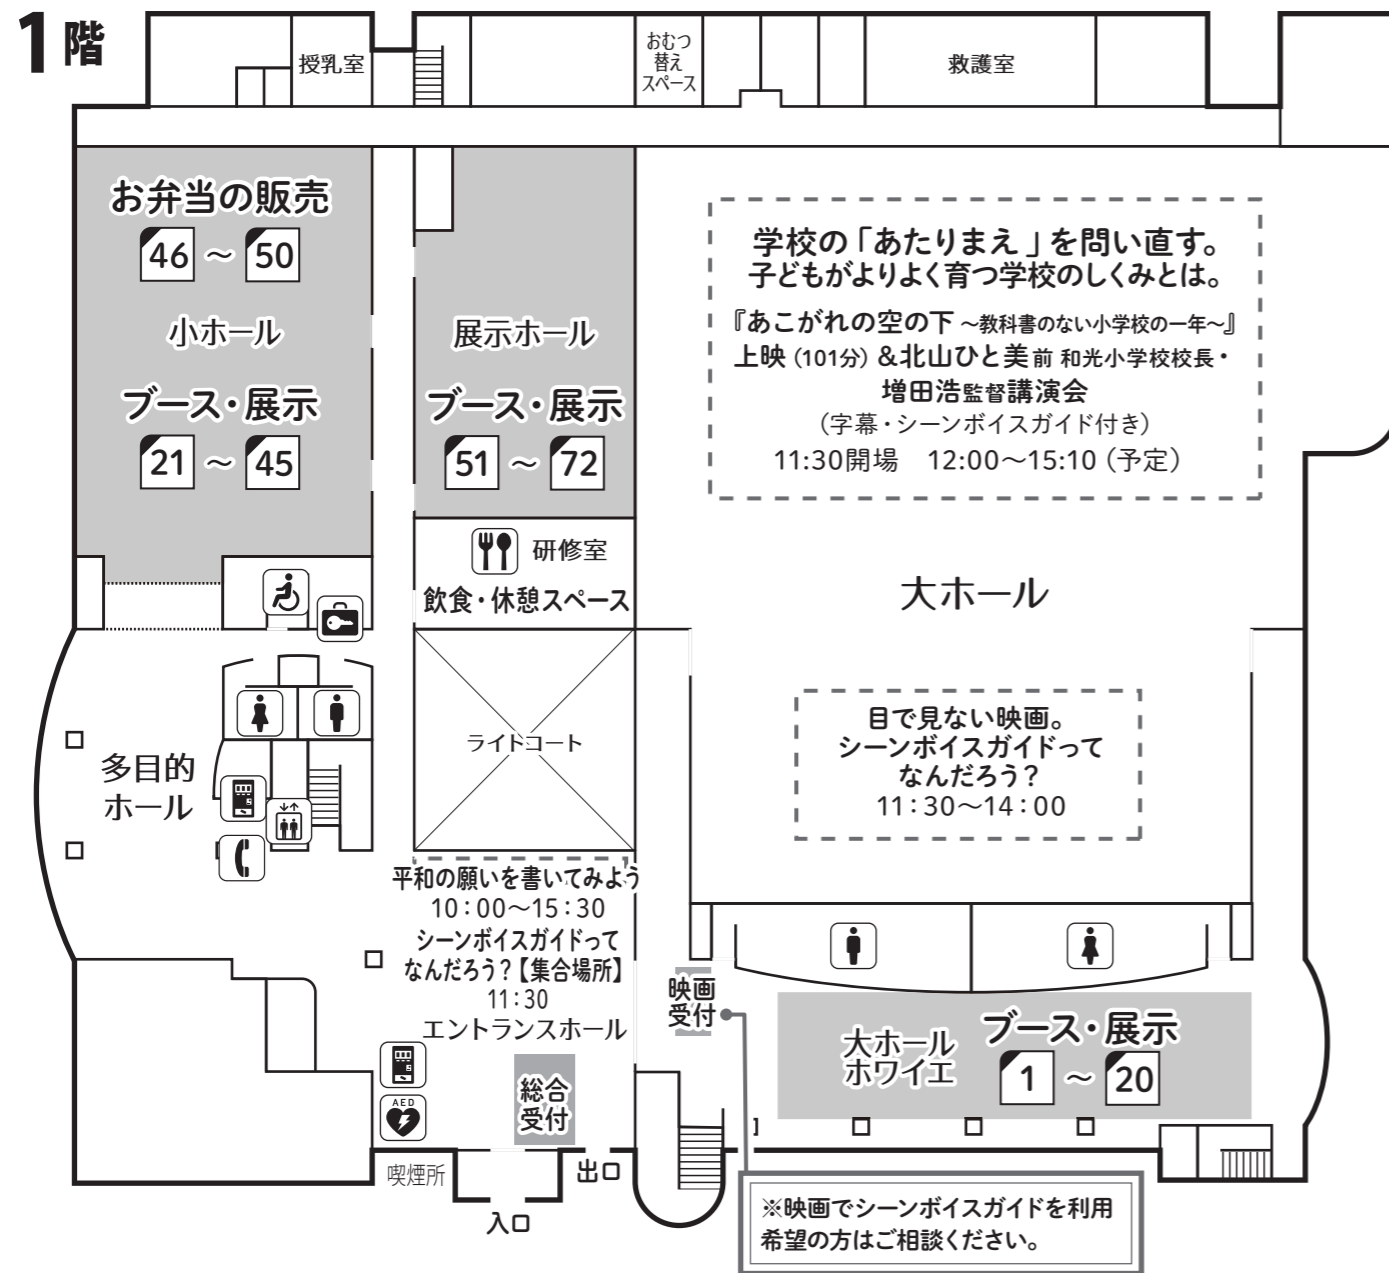 1階
授乳室
おむつ
替え
スペース
救護室
お弁当の販売
46 ～ 50
小ホール
ブース・展示
21 ～ 45
展示ホール
ブース・展示
51 ～ 72
研修室
飲食・休憩スペース
学校の「あたりまえ」を問い直す。
子どもがよりよく育つ学校のしくみとは。
『あこがれの空の下 ～教科書のない小学校の一年～』
上映（101分）＆北山ひと美前 和光小学校校長・
増田浩監督講演会
（字幕・シーンボイスガイド付き）
11:30開場　12:00～15:10（予定）
大ホール
目で見ない映画。
シーンボイスガイドって
なんだろう？
11：30～14：00
ライトコート
多目的
ホール
平和の願いを書いてみよう
10：00～15：30
シーンボイスガイドって
なんだろう？【集合場所】
11：30
エントランスホール
映画
受付
大ホール
ホワイエ
ブース・展示
1 ～ 20
総合
受付
AED
喫煙所
出口
入口
※映画でシーンボイスガイドを利用
希望の方はご相談ください。